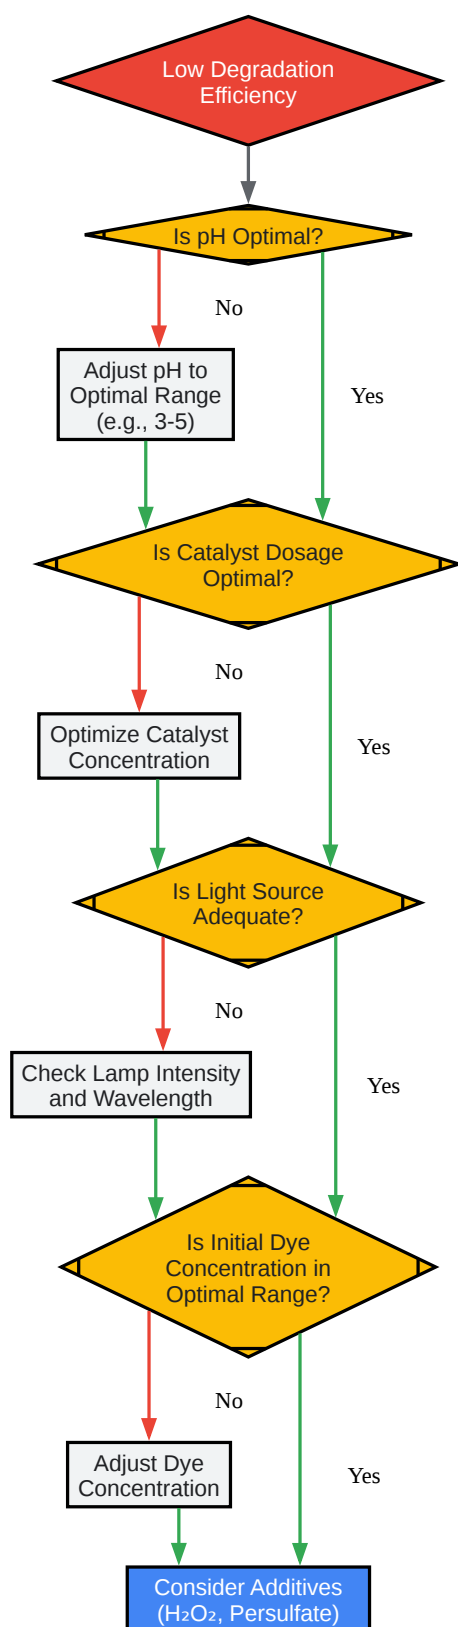 Low Degradation
Efficiency
Is pH Optimal?
No
Adjust pH to
Optimal Range
(e.g., 3-5)
Yes
Is Catalyst Dosage
Optimal?
No
Optimize Catalyst
Concentration
Yes
Is Light Source
Adequate?
No
Check Lamp Intensity
and Wavelength
Yes
Is Initial Dye
Concentration in
Optimal Range?
No
Adjust Dye
Concentration
Yes
Consider Additives
(H₂O₂, Persulfate)